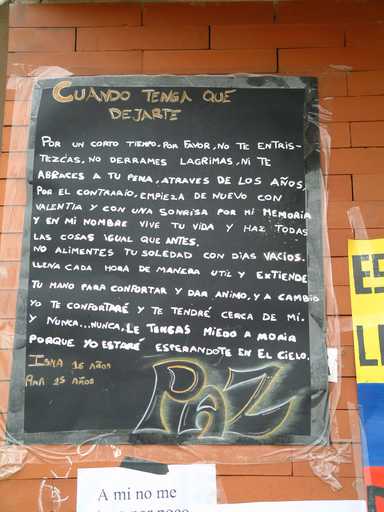 CUANDO TENGA QUE
DEJARTE
POR UN CORTO TIEMPO, POR FAVOR, NO TE ENTRIS-
TEZCAS, NO DERRAMES LAGRIMAS, NI TE
ABRACES A TU PENA, ATRAVES DE LOS AÑOS,
POR EL CONTRARIO, EMPIEZA DE NUEVO CON
VALENTIA Y CON UNA SONRISA POR MI MEMORIA
Y EN MI NOMBRE VIVE TU VIDA Y HAZ TODAS
LAS COSAS IGUAL QUE ANTES.
NO ALIMENTES TU SOLEDAD CON DIAS VACIOS.
LLENA CADA HORA DE MANERA UTIL Y EXTIENDE
TU MANO PARA CONFORTAR Y DAR ANIMO, Y A CAMBIO
YO TE CONFORTARÉ Y TE TENDRÉ CERCA DE MÍ.
Y NUNCA...NUNCA, LE TENGAS MIEDO A MORIR
PORQUE YO ESTARÉ ESPERANDOTE EN EL CIELO.
ISMA 16 AÑOS
ANA 15 AÑOS
PAZ
ES
L
A mi no me